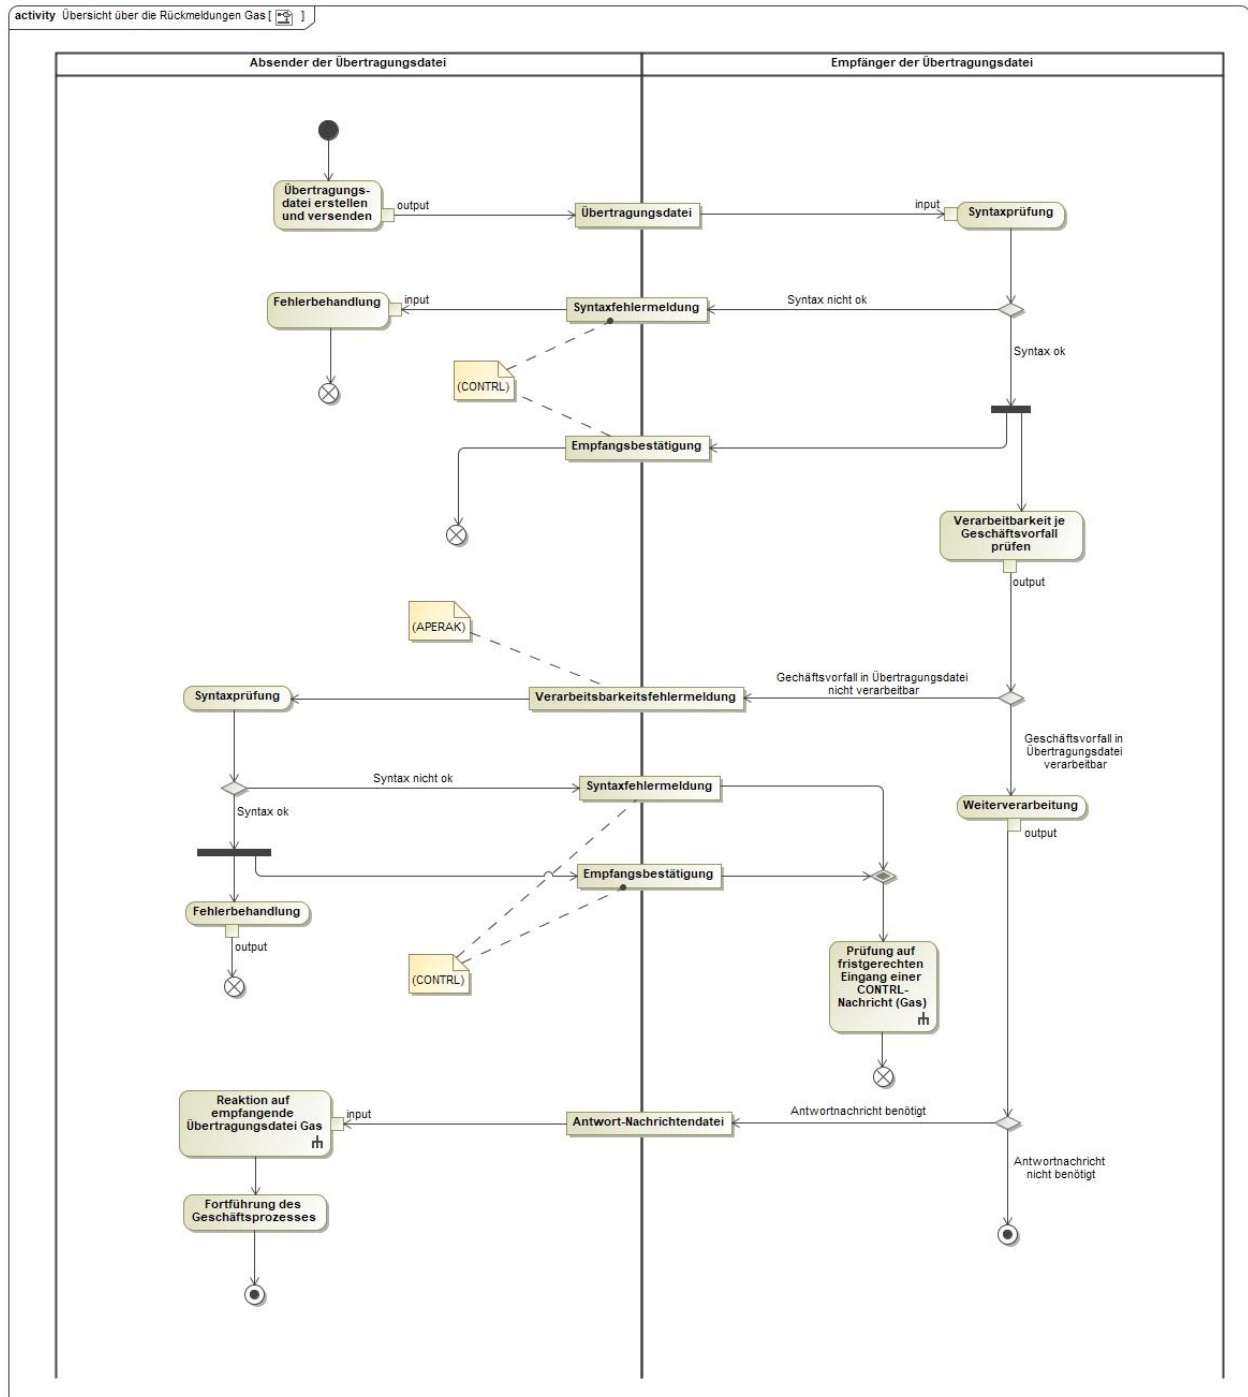 activity Übersicht über die Rückmeldungen Gas [ ]
Absender der Übertragungsdatei
Empfänger der Übertragungsdatei
Übertragungs-
datei erstellen
und versenden
output
Übertragungsdatei
input
Syntaxprüfung
Fehlerbehandlung
input
Syntaxfehlermeldung
Syntax nicht ok
Syntax ok
(CONTRL)
Empfangsbestätigung
Verarbeitbarkeit je
Geschäftsvorfall
prüfen
output
(APERAK)
Syntaxprüfung
Verarbeitsbarkeitsfehlermeldung
Gechäftsvorfall in Übertragungsdatei
nicht verarbeitbar
Geschäftsvorfall in
Übertragungsdatei
verarbeitbar
Syntax nicht ok
Syntaxfehlermeldung
Weiterverarbeitung
output
Syntax ok
Empfangsbestätigung
Fehlerbehandlung
output
(CONTRL)
Prüfung auf
fristgerechten
Eingang einer
CONTRL-
Nachricht (Gas)
Reaktion auf
empfangende
Übertragungsdatei Gas
input
Antwort-Nachrichtendatei
Antwortnachricht benötigt
Antwortnachricht
nicht benötigt
Fortführung des
Geschäftsprozesses